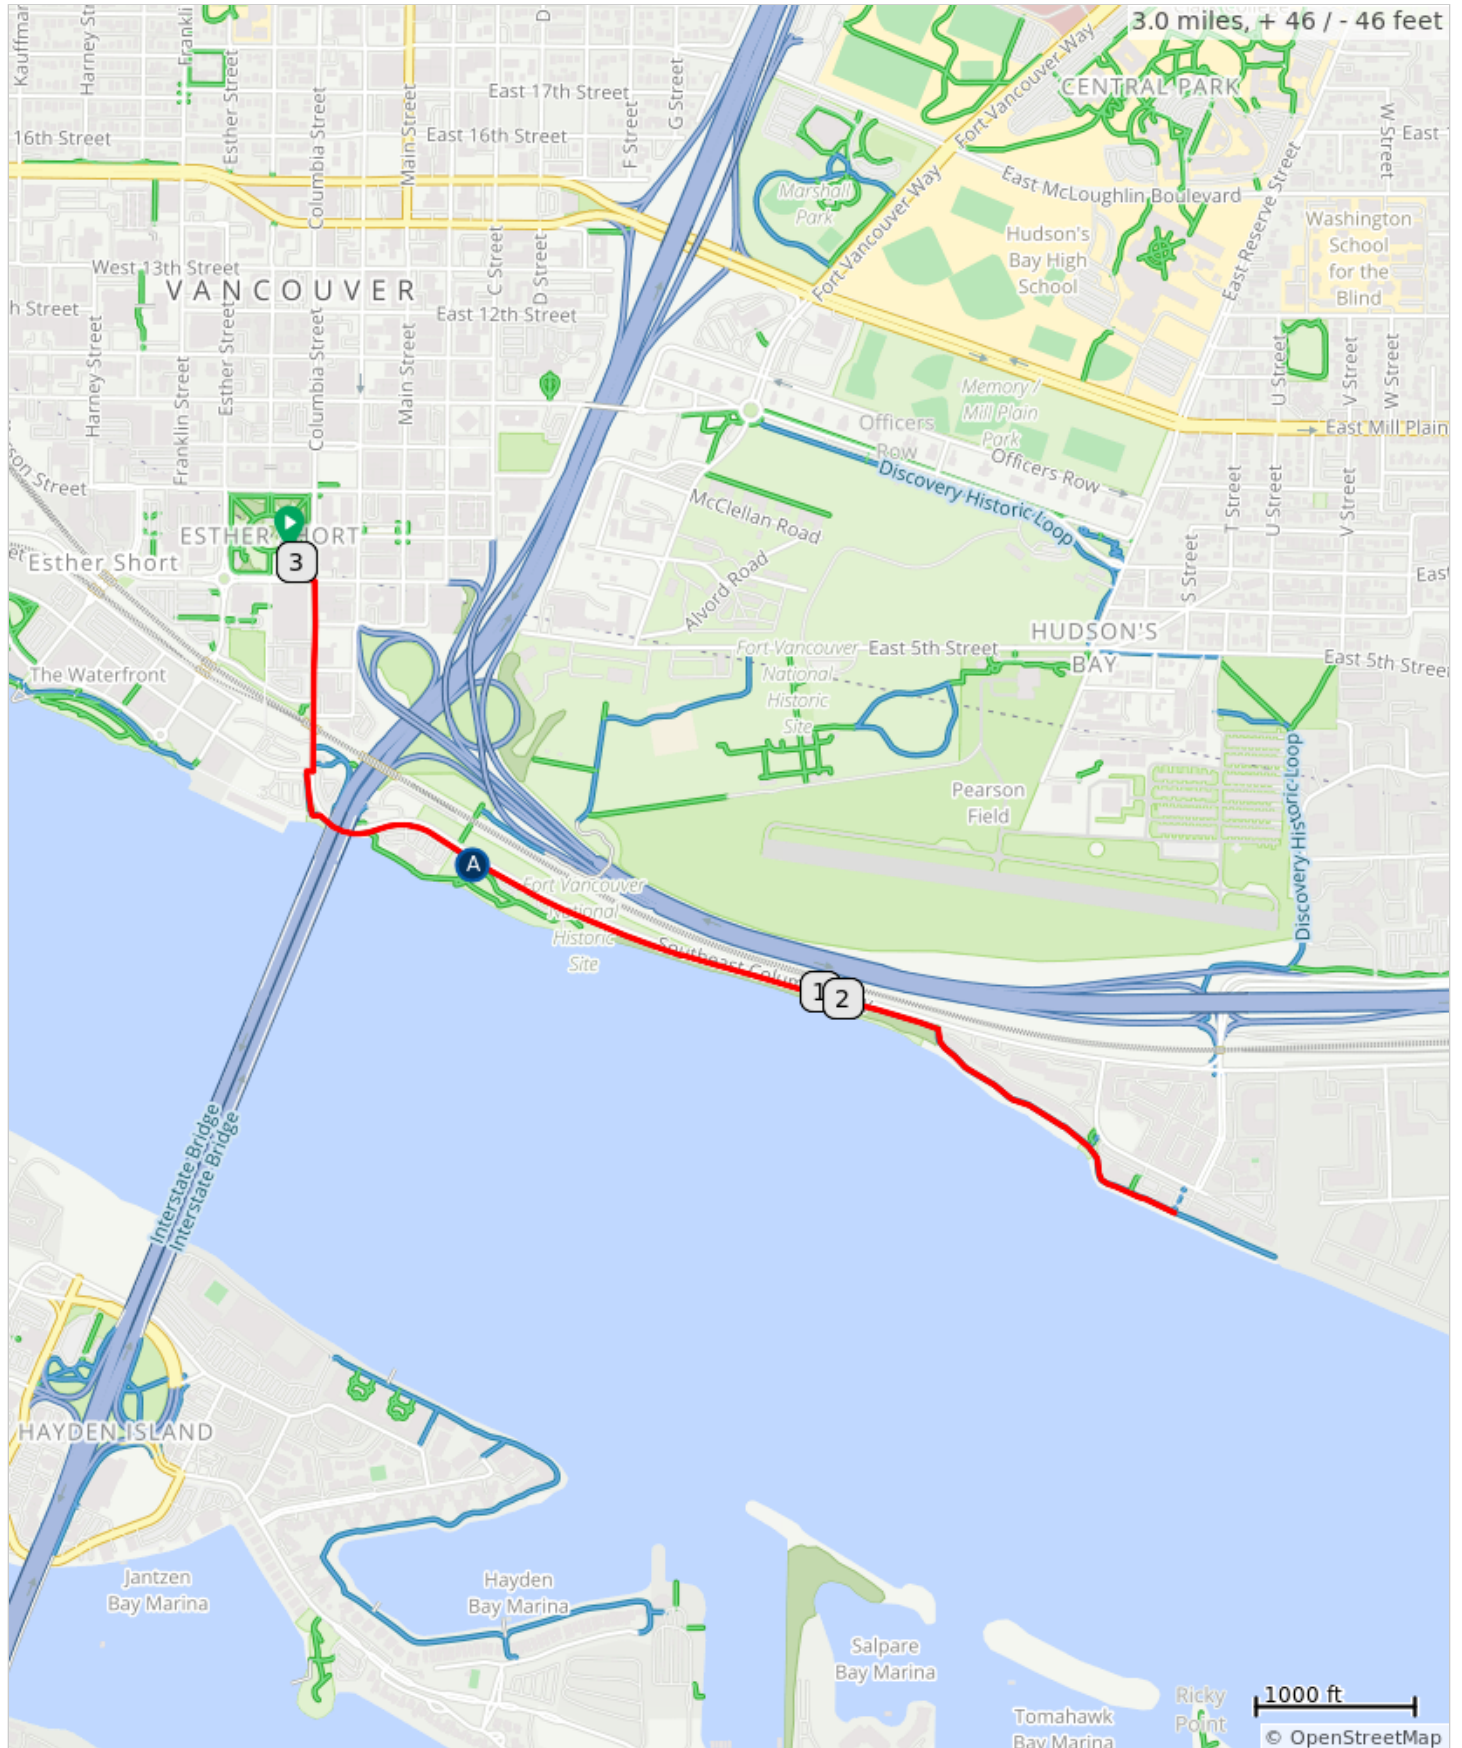 3.0 miles, + 46 / - 46 feet
Kauffman
Harney Str
Franklin
Esther Street
Columbia Street
Main Street
D
G Street
F Street
East 17th Street
East 16th Street
16th Street
Fort Vancouver Way
CENTRAL PARK
W Street
East
Marshall
Park
East McLoughlin Boulevard
Fort Vancouver Way
East Reserve Street
Washington
School
for the
Blind
Hudson's
Bay High
School
West 13th Street
VANCOUVER
C Street
D Street
East 12th Street
h Street
Harney Street
Franklin Street
Esther Street
Columbia Street
Main Street
Memory /
Mill Plain
Park
U Street
V Street
W Street
East Mill Plain
Officers
Row
Officers Row
Discovery Historic Loop
McClellan Road
Alvord Road
son Street
T Street
U Street
V Street
S Street
ESTHER SHORT
3
Esther Short
East
HUDSON'S
BAY
East 5th Street
East 5th Street
Fort Vancouver
National
Historic
Site
The Waterfront
Pearson
Field
Discovery Historic Loop
A
Fort Vancouver
National
Historic
Site
Southeast Colum
1
2
Interstate Bridge
Interstate Bridge
HAYDEN ISLAND
Jantzen
Bay Marina
Hayden
Bay Marina
Salpare
Bay Marina
Tomahawk
Bay Marina
Ricky
Point
1000 ft
© OpenStreetMap